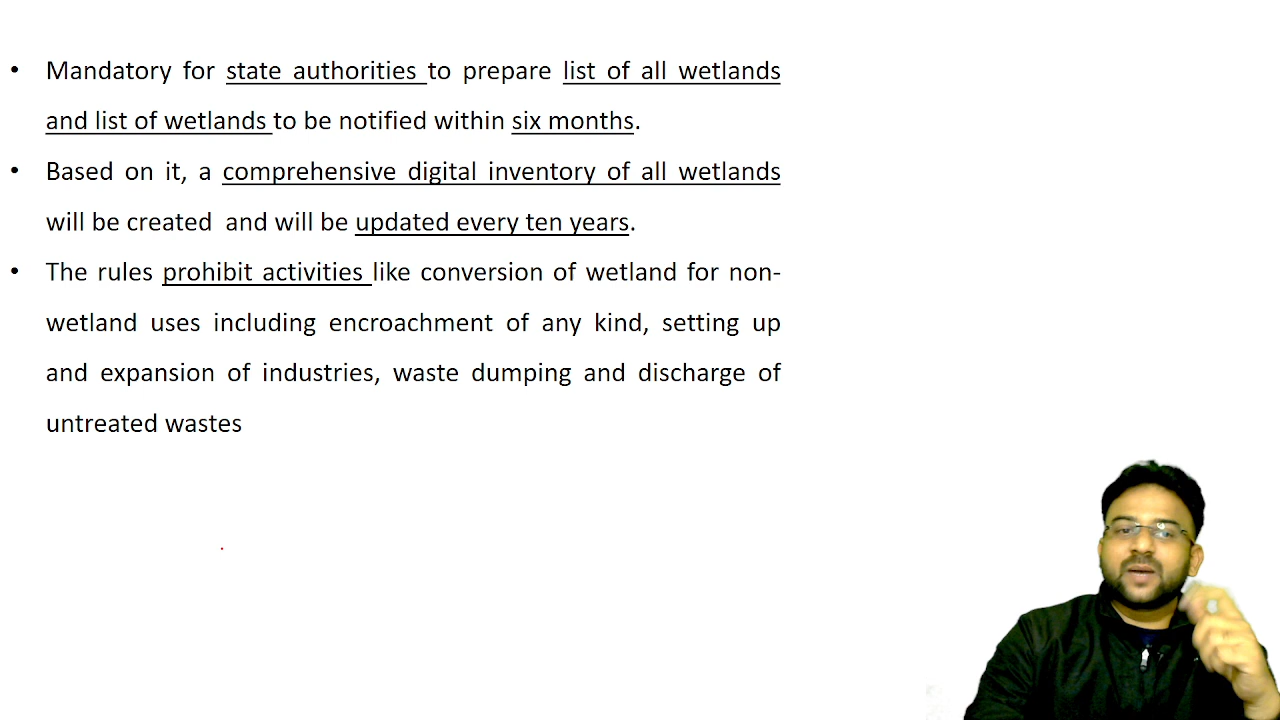 • Mandatory for state authorities to prepare list of all wetlands
and list of wetlands to be notified within six months.
• Based on it, a comprehensive digital inventory of all wetlands
will be created and will be updated every ten years.
• The rules prohibit activities like conversion of wetland for non-
wetland uses including encroachment of any kind, setting up
and expansion of industries, waste dumping and discharge of
untreated wastes